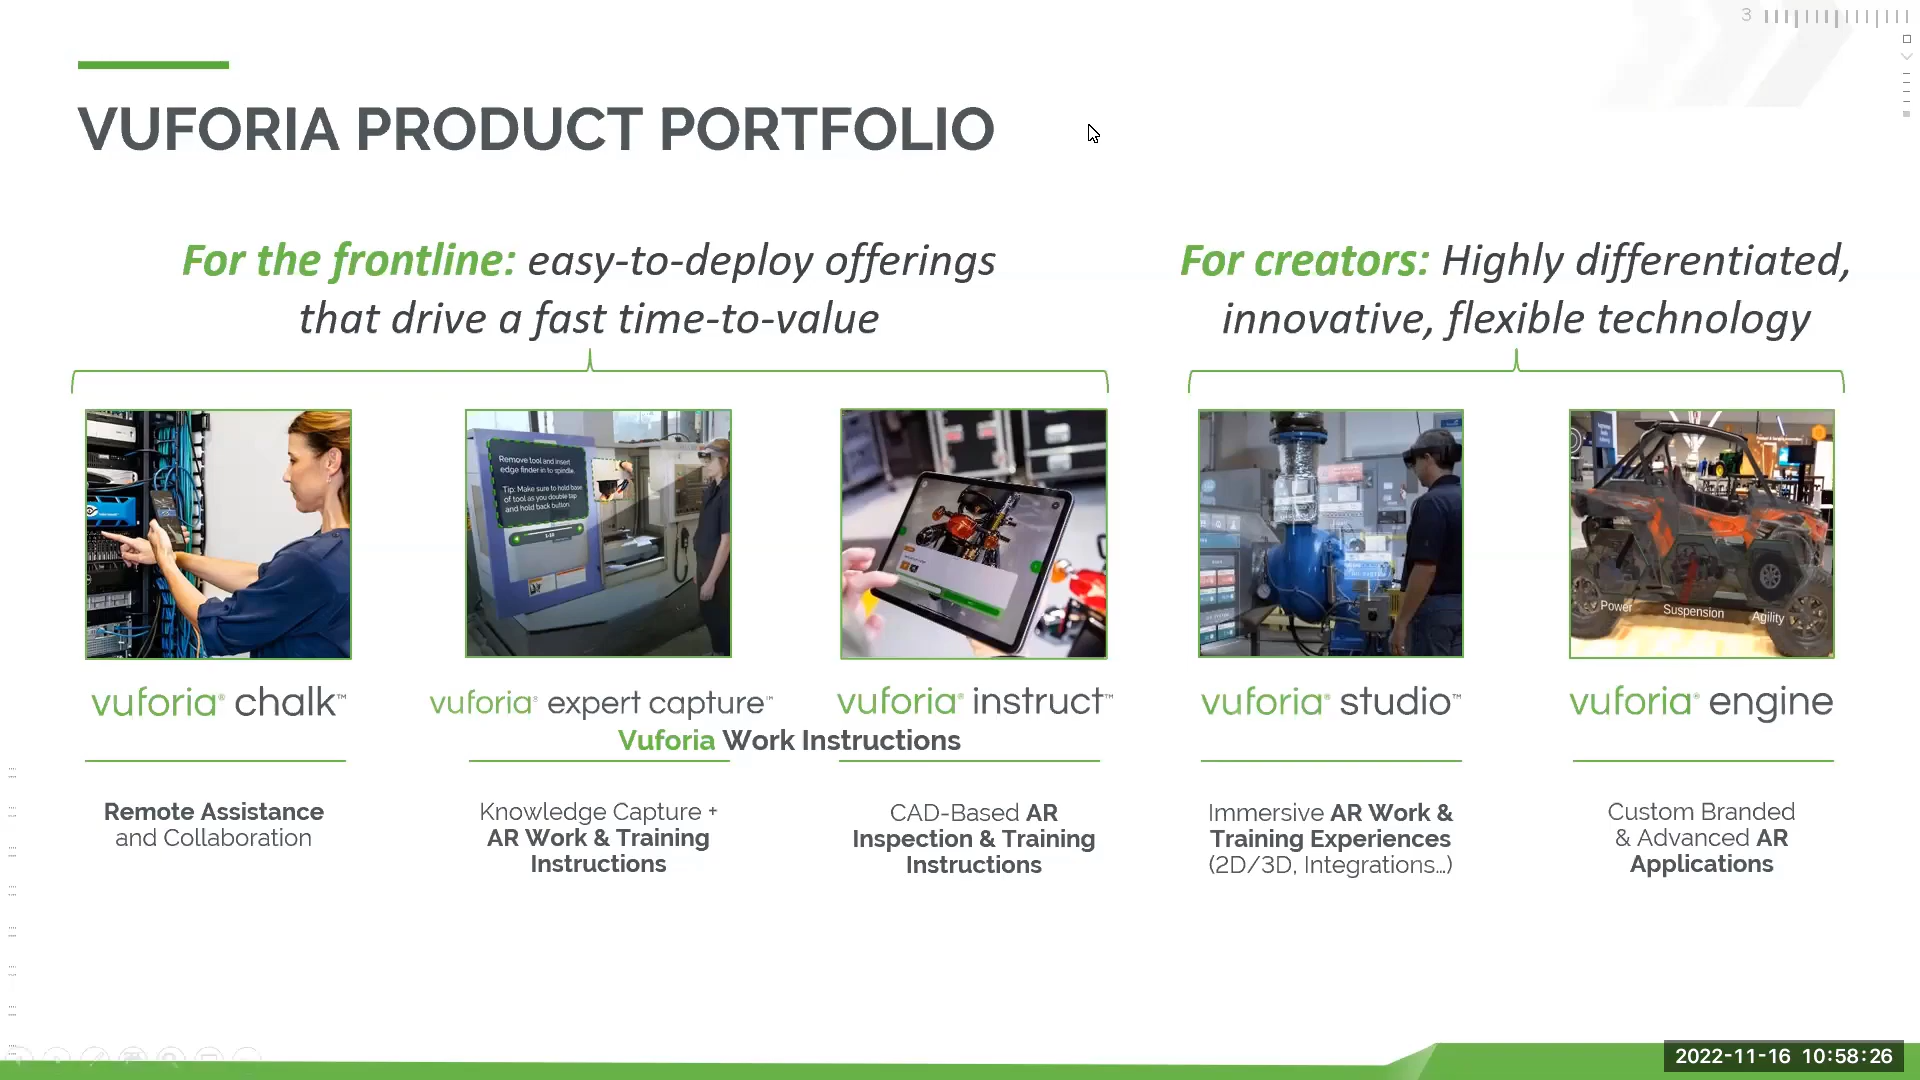 3
VUFORIA PRODUCT PORTFOLIO
For the frontline: easy-to-deploy offerings
that drive a fast time-to-value
For creators: Highly differentiated,
innovative, flexible technology
Remove tool and insert
edge finder in to spindle.
Tip: Make sure to hold base
of tool as you double tap
and hold back button.
Power
Suspension
Agility
vuforia® chalk™
vuforia® expert capture™
vuforia® instruct™
vuforia® studio™
vuforia® engine
Vuforia Work Instructions
Remote Assistance
and Collaboration
Knowledge Capture +
AR Work & Training
Instructions
CAD-Based AR
Inspection & Training
Instructions
Immersive AR Work &
Training Experiences
(2D/3D, Integrations...)
Custom Branded
& Advanced AR
Applications
2022-11-16 10:58:26